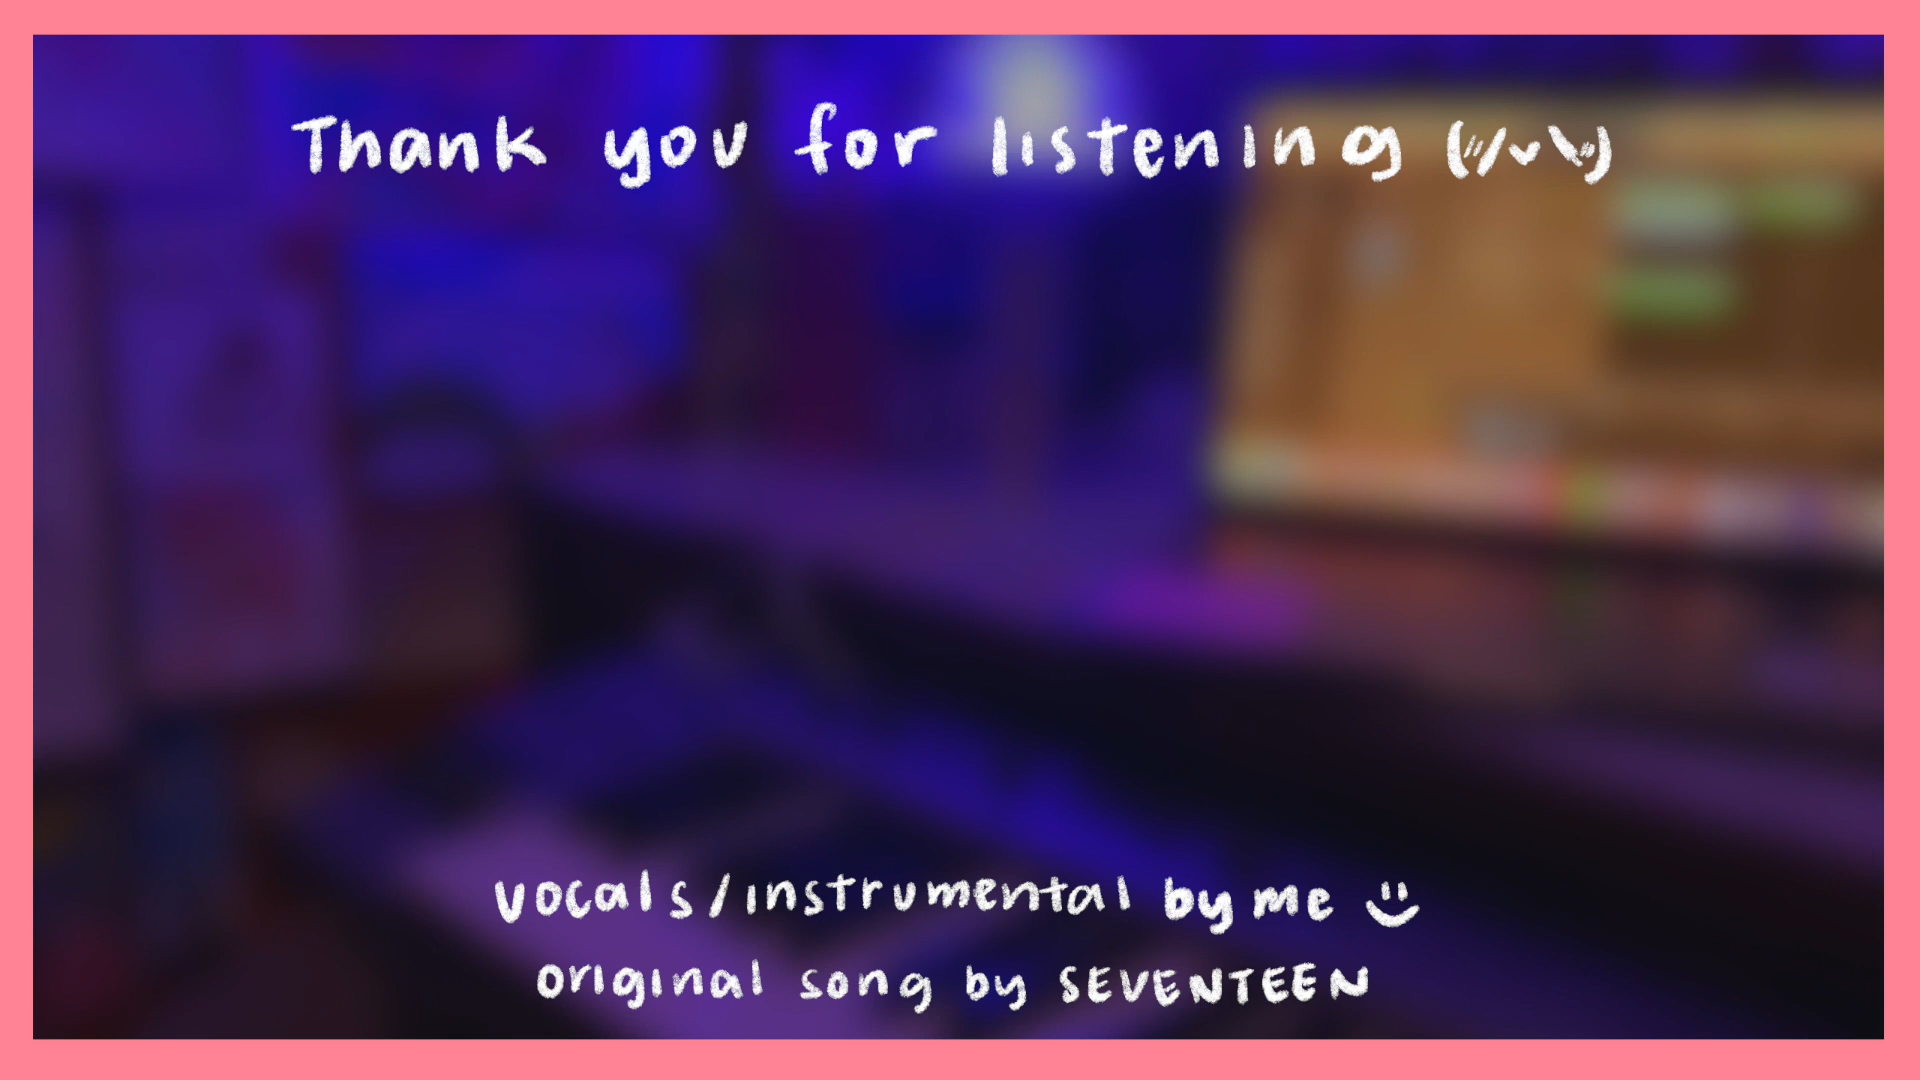 Thank you for listening (//v\\)
vocals/instrumental by me :)
original song by SEVENTEEN